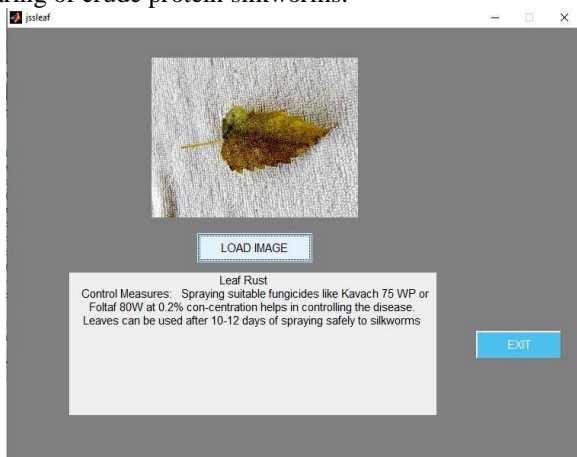 ring of crude protein silkworms.
jssleaf
LOAD IMAGE
Leaf Rust
Control Measures: Spraying suitable fungicides like Kavach 75 WP or
Foltaf 80W at 0.2% con-centration helps in controlling the disease.
Leaves can be used after 10-12 days of spraying safely to silkworms
EXIT